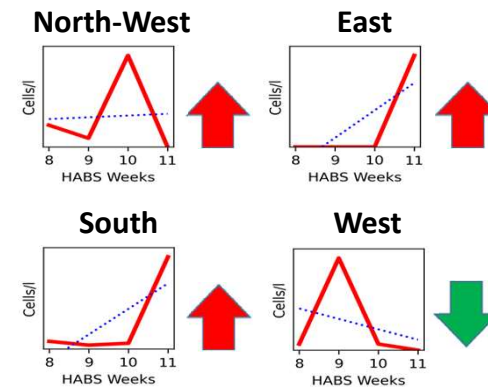 North-West
Cells/l
8 9 10 11
HABS Weeks
East
Cells/l
8 9 10 11
HABS Weeks
South
Cells/l
8 9 10 11
HABS Weeks
West
Cells/l
8 9 10 11
HABS Weeks